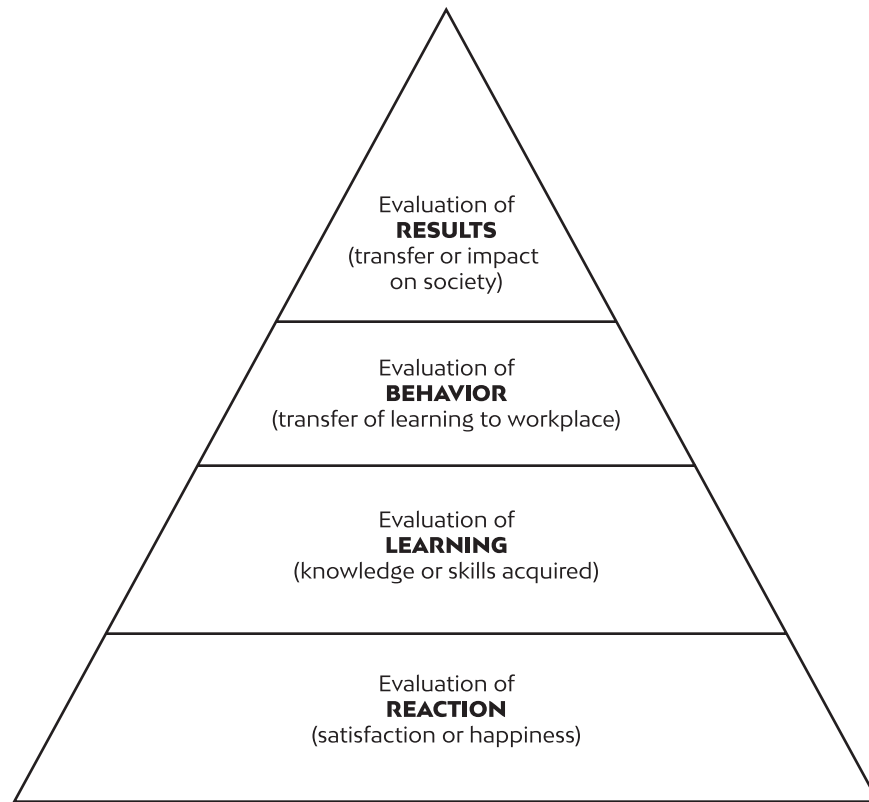 Evaluation of
RESULTS
(transfer or impact
on society)
Evaluation of
BEHAVIOR
(transfer of learning to workplace)
Evaluation of
LEARNING
(knowledge or skills acquired)
Evaluation of
REACTION
(satisfaction or happiness)